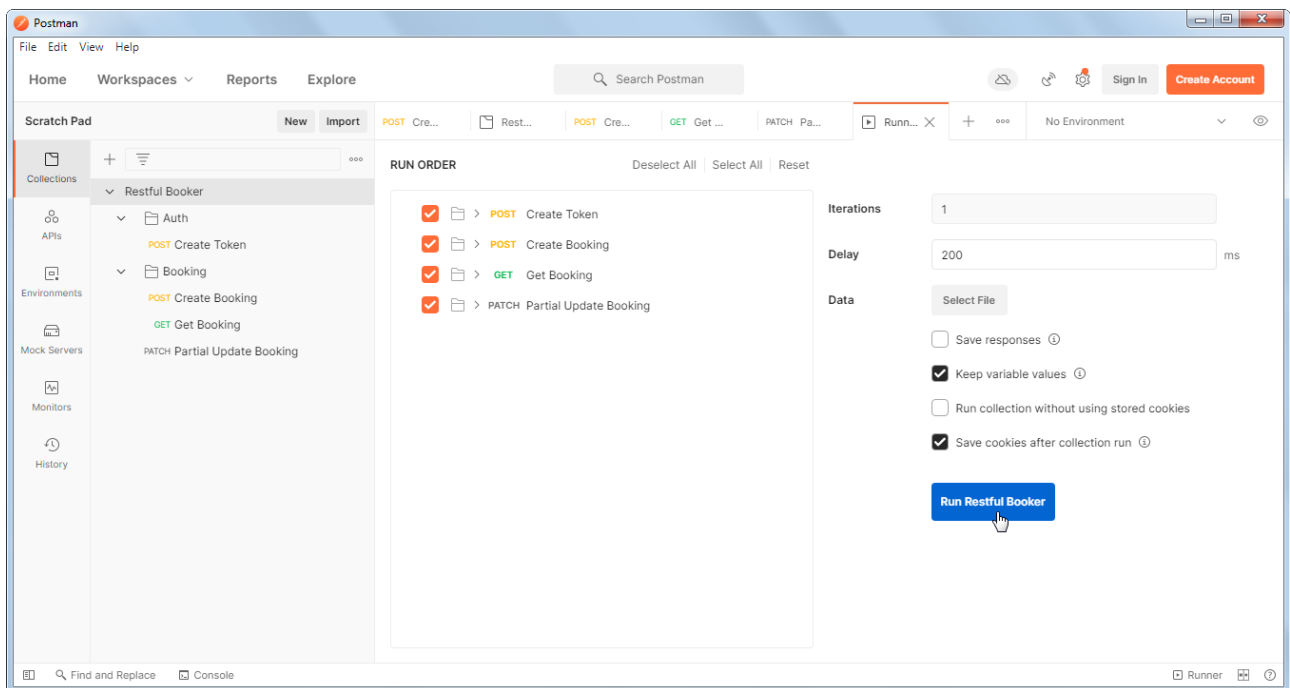 Postman
File Edit View Help
Home Workspaces Reports Explore Search Postman Sign In Create Account
Scratch Pad New Import POST Cre... Rest... POST Cre... GET Get ... PATCH Pa... Runn... No Environment
Collections
APIs
Environments
Mock Servers
Monitors
History
Restful Booker
Auth
POST Create Token
Booking
POST Create Booking
GET Get Booking
PATCH Partial Update Booking
RUN ORDER Deselect All Select All Reset
POST Create Token
POST Create Booking
GET Get Booking
PATCH Partial Update Booking
Iterations 1
Delay 200 ms
Data Select File
Save responses
Keep variable values
Run collection without using stored cookies
Save cookies after collection run
Run Restful Booker
Find and Replace Console Runner